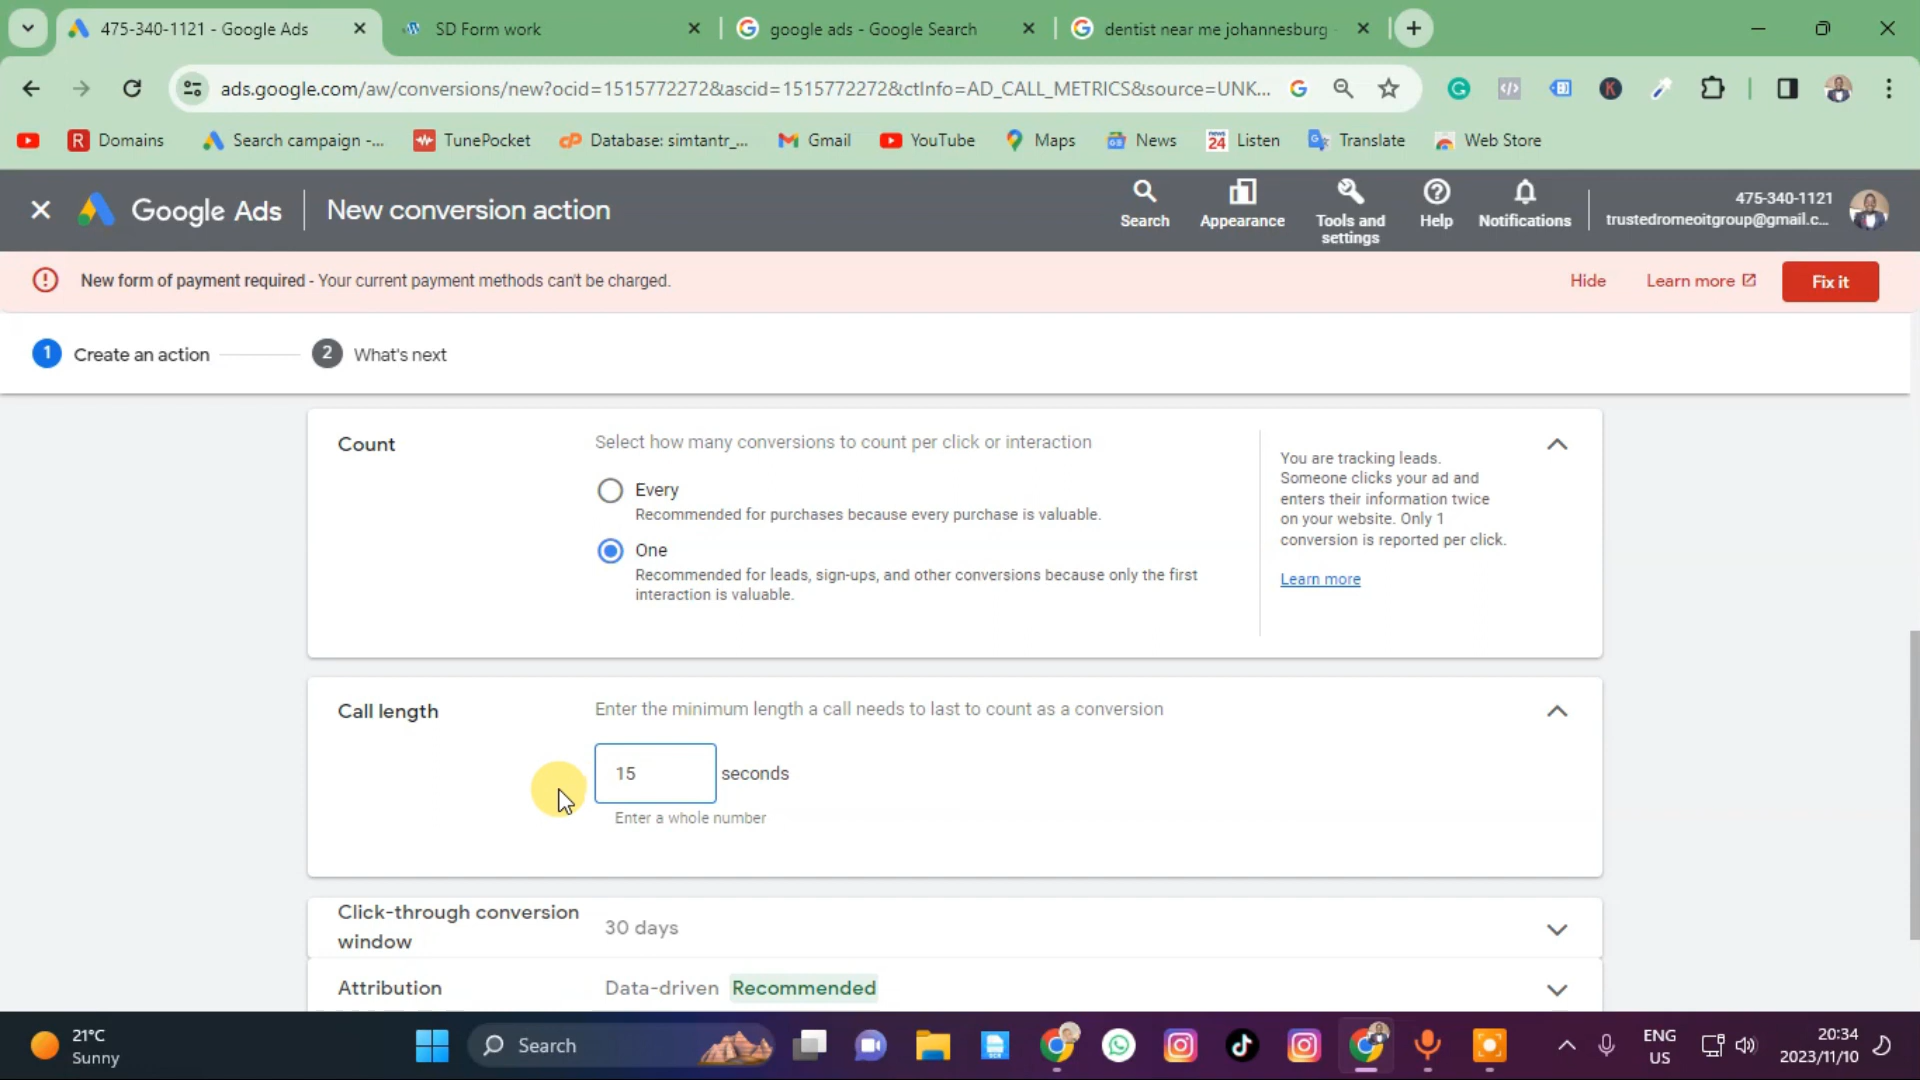 475-340-1121 - Google Ads
SD Form work
google ads - Google Search
dentist near me johannesburg
ads.google.com/aw/conversions/new?ocid=1515772272&ascid=1515772272&ctInfo=AD_CALL_METRICS&source=UNK...
Domains
Search campaign -...
TunePocket
Database: simtantr_...
Gmail
YouTube
Maps
News
Listen
Translate
Web Store
Google Ads
New conversion action
Search
Appearance
Tools and
settings
Help
Notifications
475-340-1121
trustedromeoitgroup@gmail.c...
New form of payment required - Your current payment methods can't be charged.
Hide
Learn more
Fix it
1 Create an action
2 What's next
Count
Select how many conversions to count per click or interaction
Every
Recommended for purchases because every purchase is valuable.
One
Recommended for leads, sign-ups, and other conversions because only the first
interaction is valuable.
You are tracking leads.
Someone clicks your ad and
enters their information twice
on your website. Only 1
conversion is reported per click.
Learn more
Call length
Enter the minimum length a call needs to last to count as a conversion
15 seconds
Enter a whole number
Click-through conversion
window
30 days
Attribution
Data-driven Recommended
21°C
Sunny
Search
ENG
US
20:34
2023/11/10